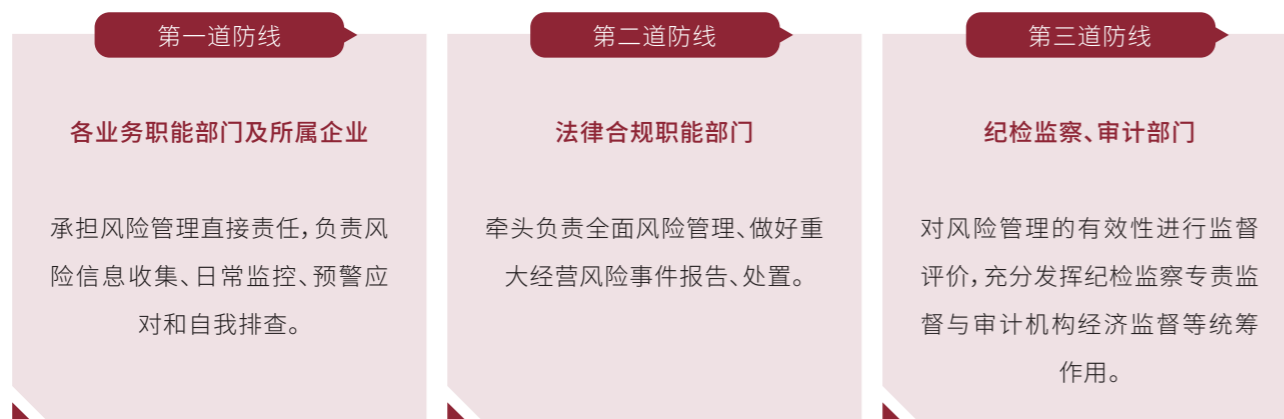 第一道防线
各业务职能部门及所属企业
承担风险管理直接责任，负责风
险信息收集、日常监控、预警应
对和自我排查。
第二道防线
法律合规职能部门
牵头负责全面风险管理、做好重
大经营风险事件报告、处置。
第三道防线
纪检监察、审计部门
对风险管理的有效性进行监督
评价，充分发挥纪检监察专责监
督与审计机构经济监督等统筹
作用。